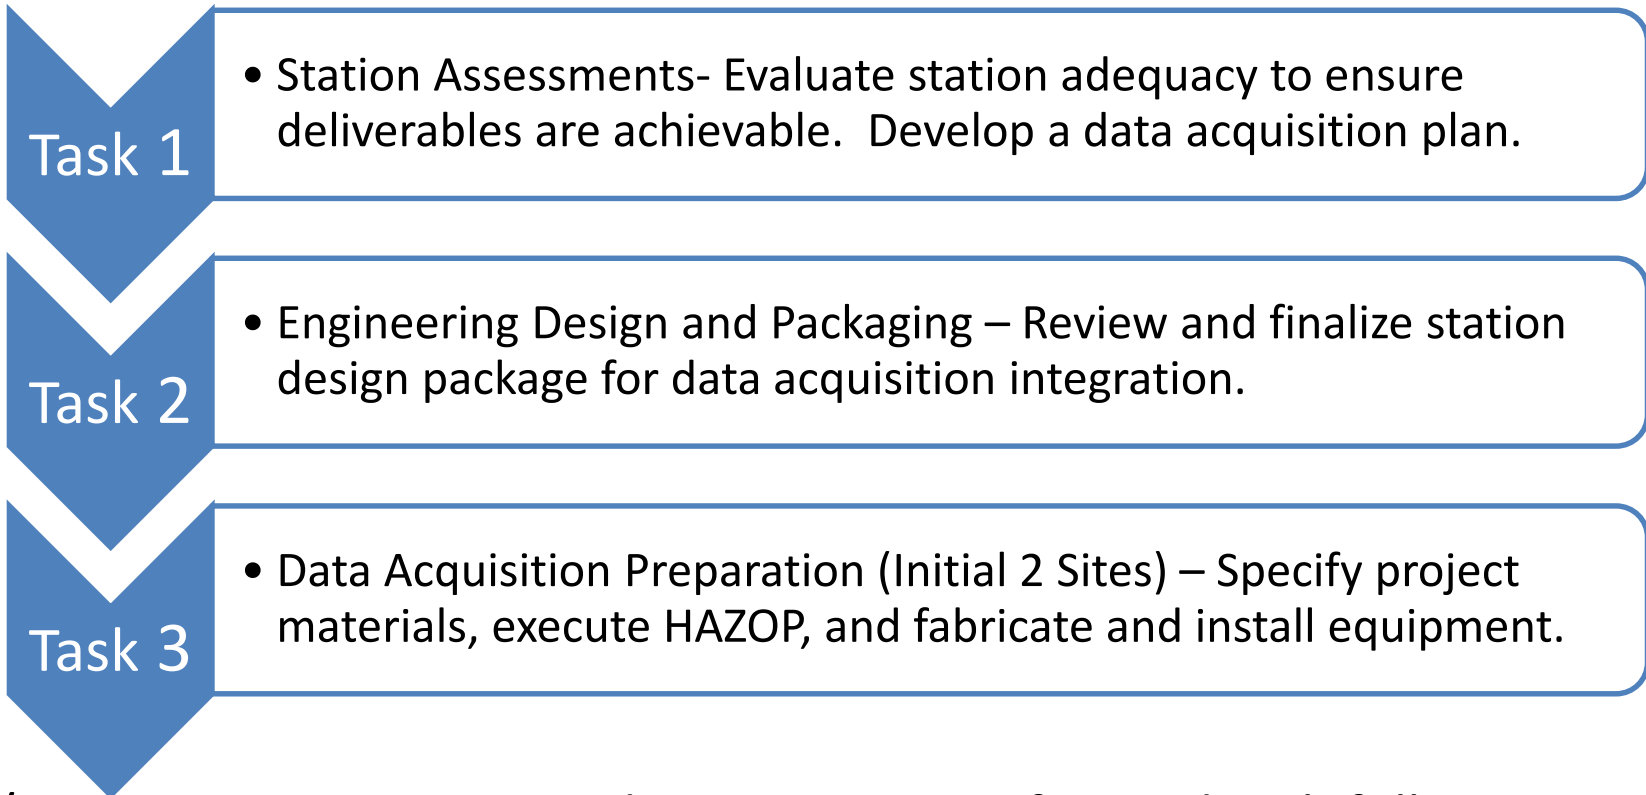 Task 1
• Station Assessments- Evaluate station adequacy to ensure
deliverables are achievable.  Develop a data acquisition plan.
Task 2
• Engineering Design and Packaging – Review and finalize station
design package for data acquisition integration.
Task 3
• Data Acquisition Preparation (Initial 2 Sites) – Specify project
materials, execute HAZOP, and fabricate and install equipment.